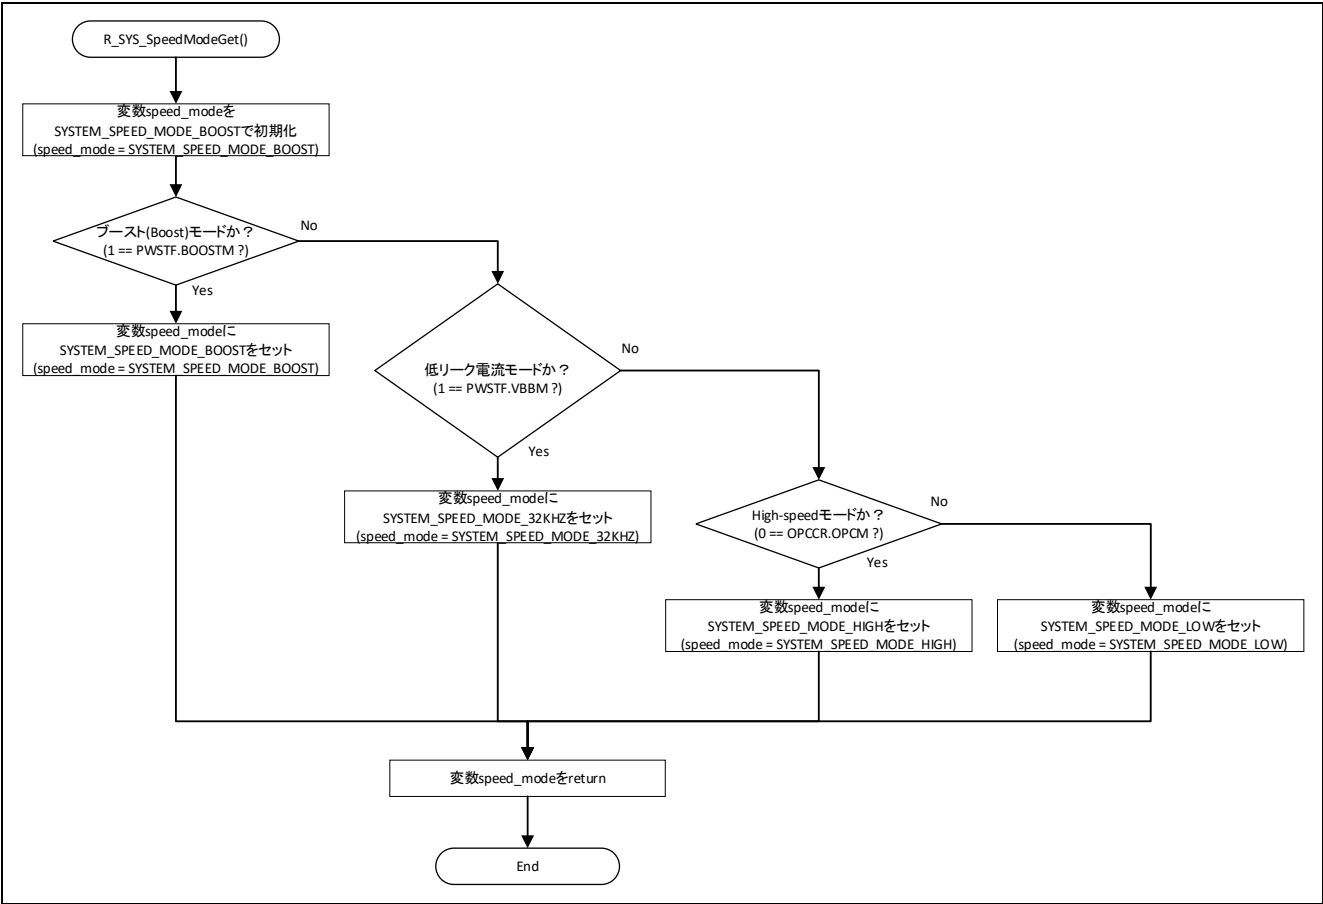 R_SYS_SpeedModeGet()
変数speed_modeを
SYSTEM_SPEED_MODE_BOOSTで初期化
(speed_mode = SYSTEM_SPEED_MODE_BOOST)
ブースト(Boost)モードか？
(1 == PWSTF.BOOSTM ?)
No
Yes
変数speed_modeに
SYSTEM_SPEED_MODE_BOOSTをセット
(speed_mode = SYSTEM_SPEED_MODE_BOOST)
低リーク電流モードか？
(1 == PWSTF.VBBM ?)
No
Yes
変数speed_modeに
SYSTEM_SPEED_MODE_32KHZをセット
(speed_mode = SYSTEM_SPEED_MODE_32KHZ)
High-speedモードか？
(0 == OPCCR.OPCM ?)
No
Yes
変数speed_modeに
SYSTEM_SPEED_MODE_HIGHをセット
(speed_mode = SYSTEM_SPEED_MODE_HIGH)
変数speed_modeに
SYSTEM_SPEED_MODE_LOWをセット
(speed_mode = SYSTEM_SPEED_MODE_LOW)
変数speed_modeをreturn
End